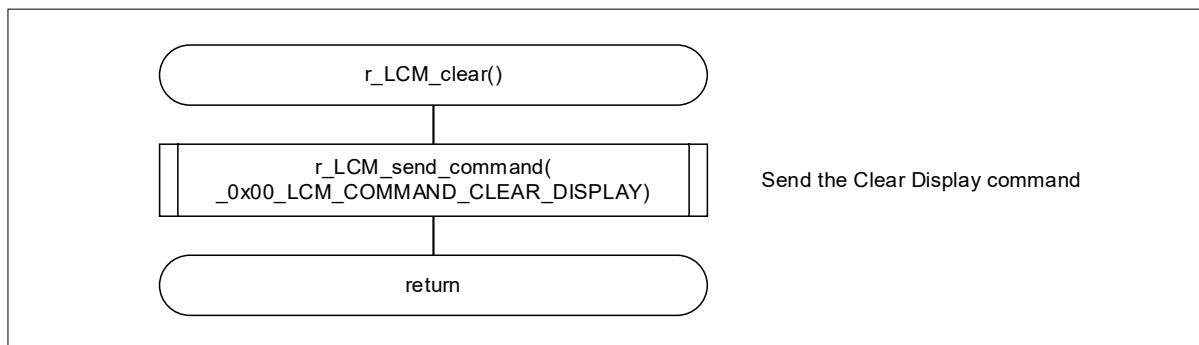 r_LCM_clear()
r_LCM_send_command(
_0x00_LCM_COMMAND_CLEAR_DISPLAY)
Send the Clear Display command
return